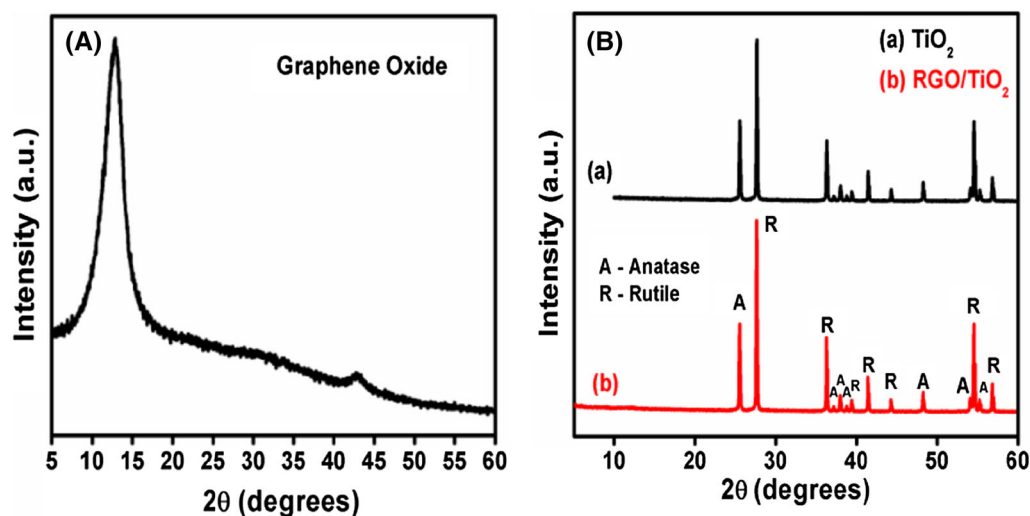 (A)
Graphene Oxide
Intensity (a.u.)
5 10 15 20 25 30 35 40 45 50 55 60
2θ (degrees)
(B)
(a) TiO₂
(b) RGO/TiO₂
(a)
R
A - Anatase
R - Rutile
A
R
R
A
A
A
R
R
R
A
A
A
R
(b)
Intensity (a.u.)
10 20 30 40 50 60
2θ (degrees)